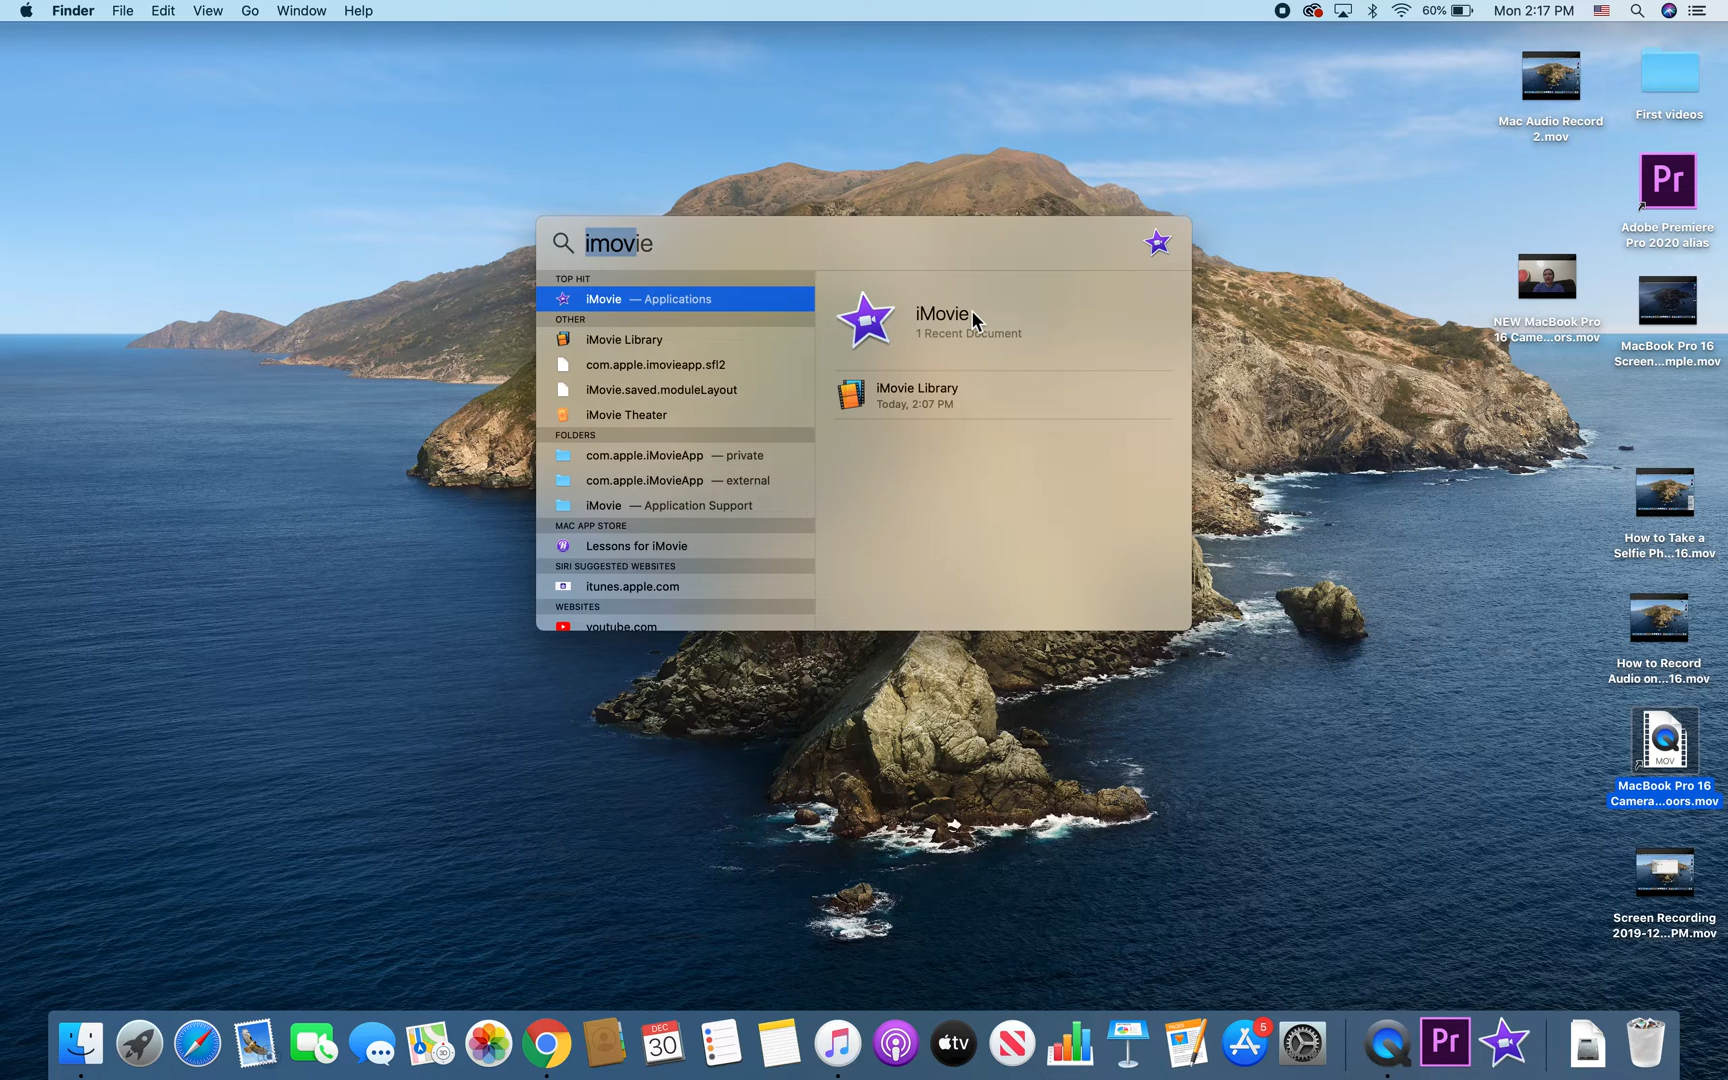 Finder File Edit View Go Window Help
60% Mon 2:17 PM
Mac Audio Record
2.mov
First videos
Pr
Adobe Premiere
Pro 2020 alias
NEW MacBook Pro
16 Came...ors.mov
MacBook Pro 16
Screen...mple.mov
How to Take a
Selfie Ph...16.mov
How to Record
Audio on...16.mov
MOV
MacBook Pro 16
Camera...oors.mov
Screen Recording
2019-12...PM.mov
imovie
TOP HIT
iMovie — Applications
OTHER
iMovie Library
com.apple.imovieapp.sfl2
iMovie.saved.moduleLayout
iMovie Theater
FOLDERS
com.apple.iMovieApp — private
com.apple.iMovieApp — external
iMovie — Application Support
MAC APP STORE
Lessons for iMovie
SIRI SUGGESTED WEBSITES
itunes.apple.com
WEBSITES
youtube.com
iMovie
1 Recent Document
iMovie Library
Today, 2:07 PM
3D
DEC
30
tv
PAGES
5
Pr